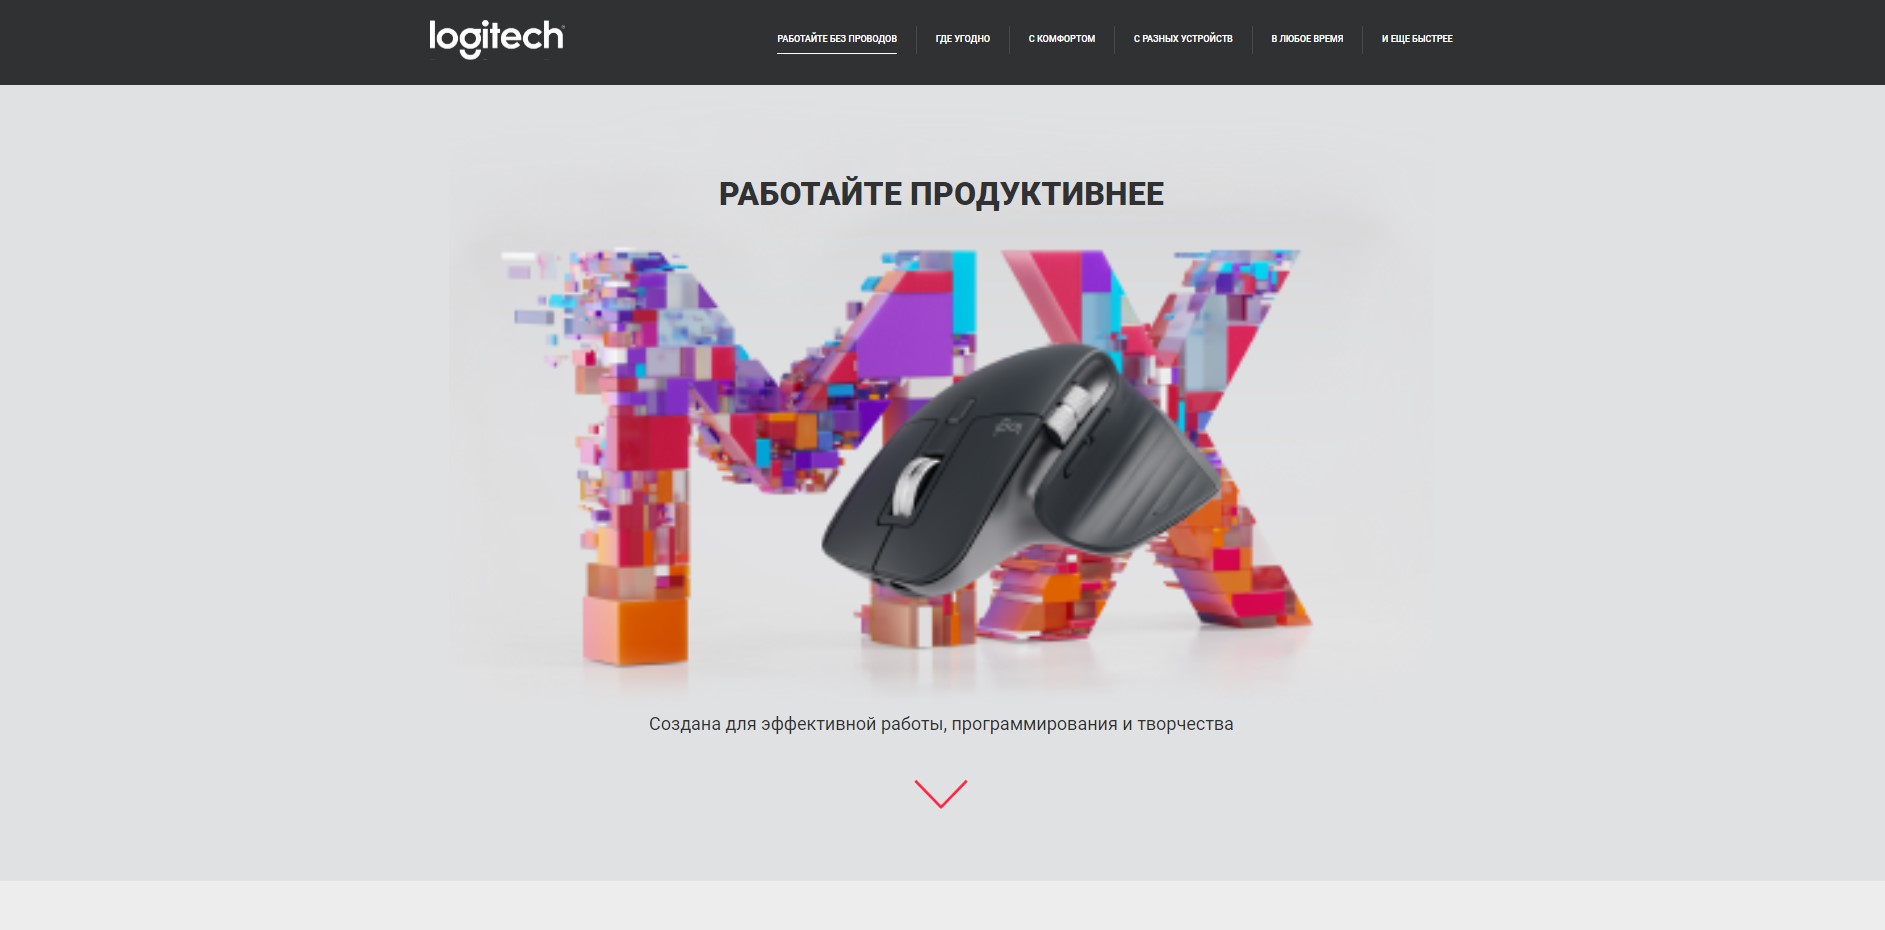 logitech
РАБОТАЙТЕ БЕЗ ПРОВОДОВ
ГДЕ УГОДНО
С КОМФОРТОМ
С РАЗНЫХ УСТРОЙСТВ
В ЛЮБОЕ ВРЕМЯ
И ЕЩЕ БЫСТРЕЕ
РАБОТАЙТЕ ПРОДУКТИВНЕЕ
MX
logi
Создана для эффективной работы, программирования и творчества